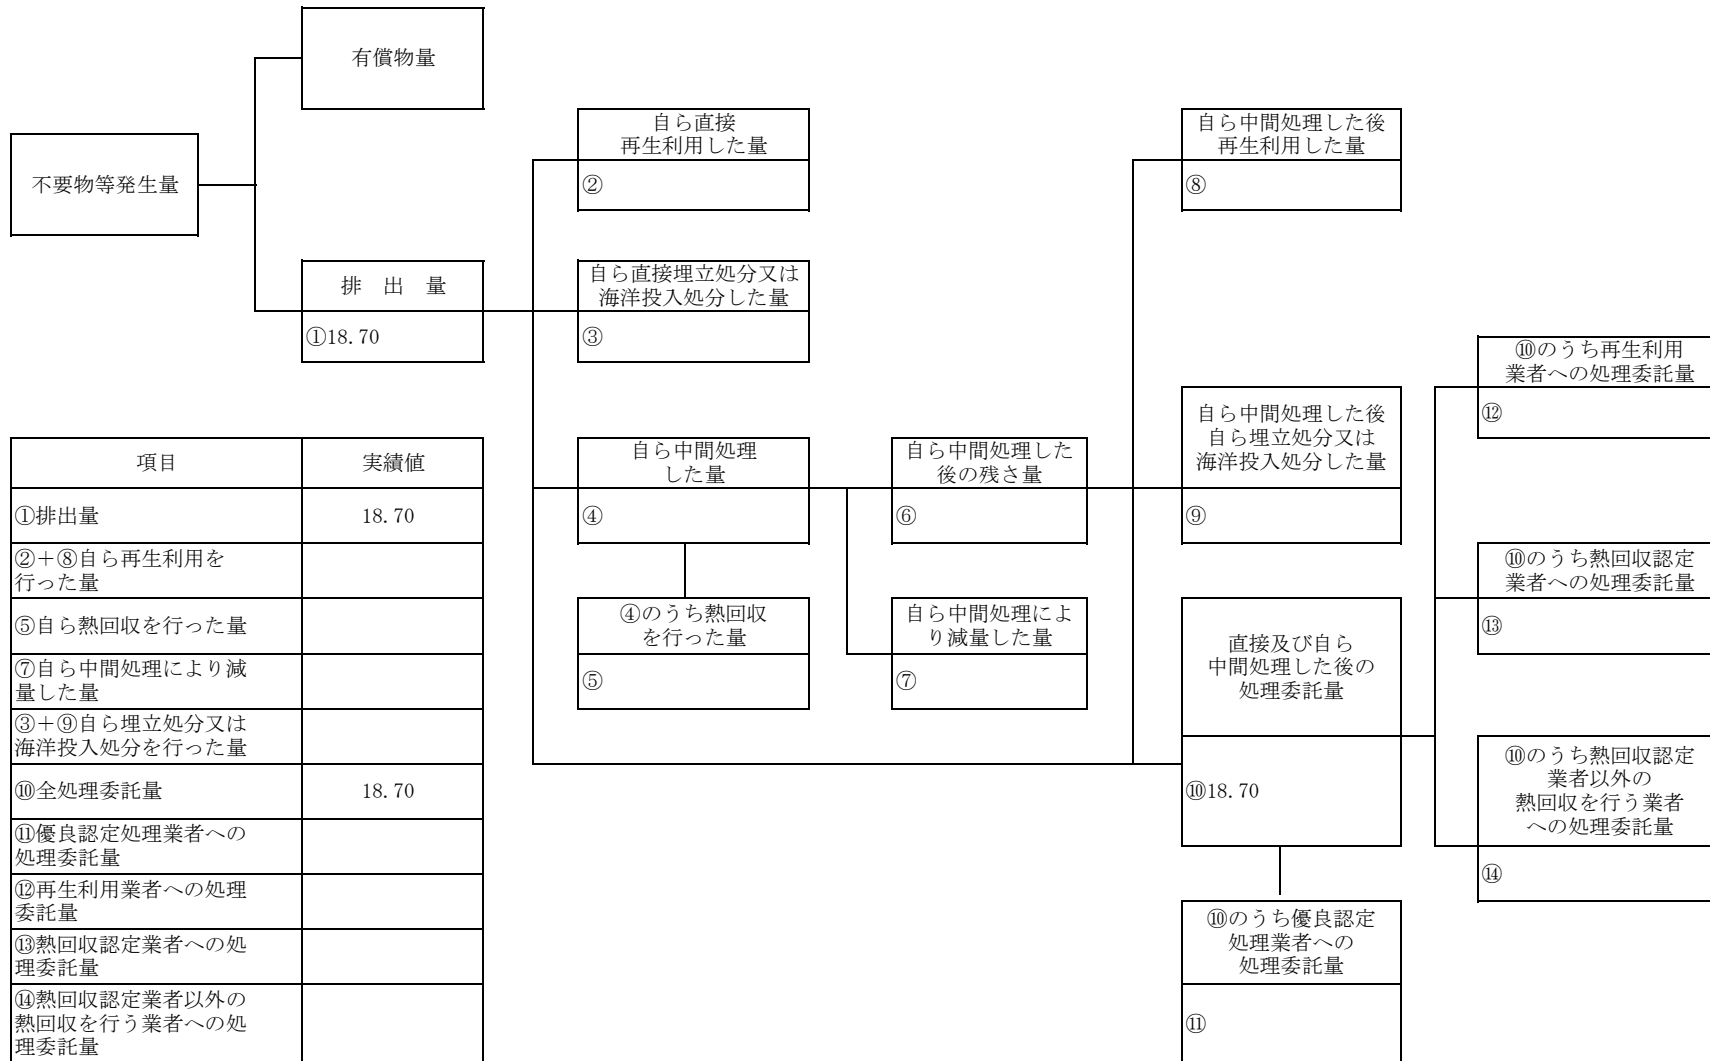 有償物量
不要物等発生量
排　出　量
①18.70
自ら直接
再生利用した量
②
自ら直接埋立処分又は
海洋投入処分した量
③
自ら中間処理
した量
④
④のうち熱回収
を行った量
⑤
自ら中間処理した
後の残さ量
⑥
自ら中間処理によ
り減量した量
⑦
自ら中間処理した後
再生利用した量
⑧
自ら中間処理した後
自ら埋立処分又は
海洋投入処分した量
⑨
直接及び自ら
中間処理した後の
処理委託量
⑩18.70
⑩のうち優良認定
処理業者への
処理委託量
⑪
⑩のうち再生利用
業者への処理委託量
⑫
⑩のうち熱回収認定
業者への処理委託量
⑬
⑩のうち熱回収認定
業者以外の
熱回収を行う業者
への処理委託量
⑭
項目 実績値
①排出量 18.70
②＋⑧自ら再生利用を
行った量
⑤自ら熱回収を行った量
⑦自ら中間処理により減
量した量
③＋⑨自ら埋立処分又は
海洋投入処分を行った量
⑩全処理委託量 18.70
⑪優良認定処理業者への
処理委託量
⑫再生利用業者への処理
委託量
⑬熱回収認定業者への処
理委託量
⑭熱回収認定業者以外の
熱回収を行う業者への処
理委託量